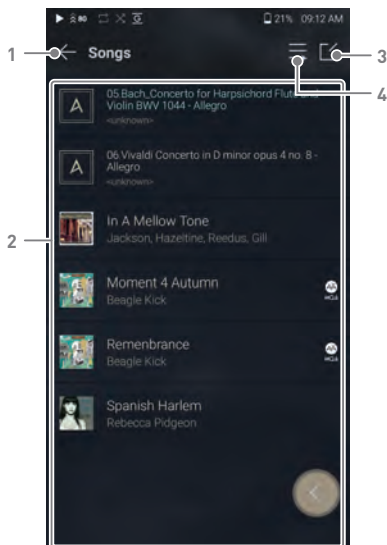 80 21% 09:12 AM
1 Songs 3
4
05.Bach_Concerto for Harpsichord Flute and
Violin BWV 1044 - Allegro
<unknown>
06.Vivaldi Concerto in D minor opus 4 no. 8 -
Allegro
<unknown>
In A Mellow Tone
Jackson, Hazeltine, Reedus, Gill
2
Moment 4 Autumn
Beagle Kick
MQA
Remenbrance
Beagle Kick
MQA
Spanish Harlem
Rebecca Pidgeon